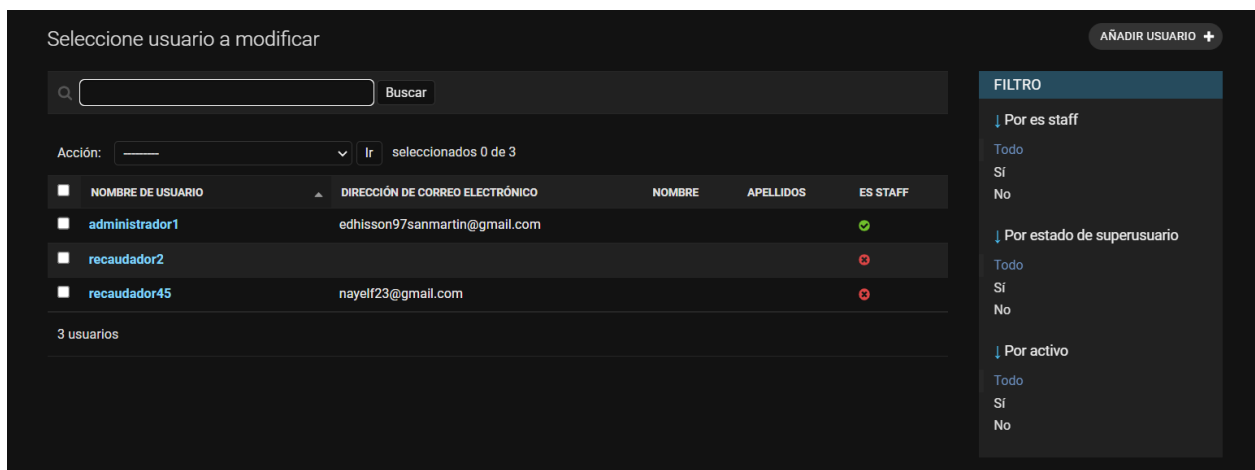 Seleccione usuario a modificar
AÑADIR USUARIO +
Buscar
Acción: --------- Ir seleccionados 0 de 3
NOMBRE DE USUARIO DIRECCIÓN DE CORREO ELECTRÓNICO NOMBRE APELLIDOS ES STAFF
administrador1 edhisson97sanmartin@gmail.com
recaudador2
recaudador45 nayelf23@gmail.com
3 usuarios
FILTRO
↓ Por es staff
Todo
Sí
No
↓ Por estado de superusuario
Todo
Sí
No
↓ Por activo
Todo
Sí
No